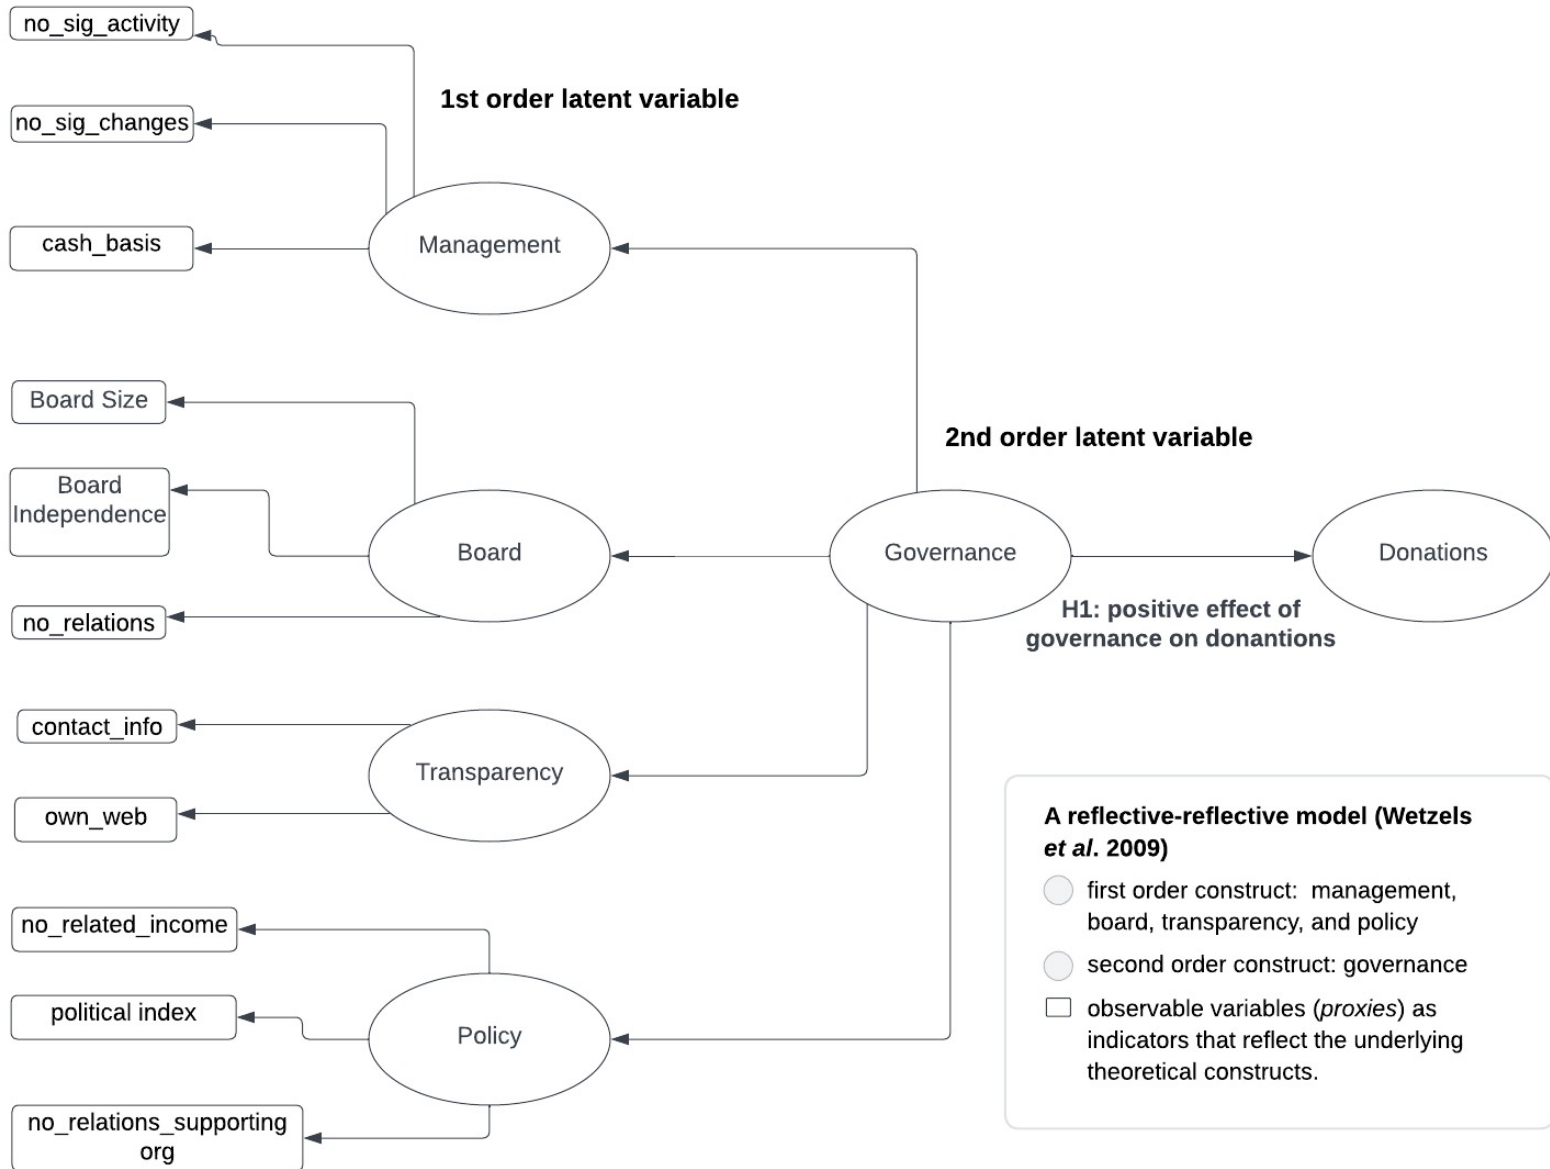 no_sig_activity
1st order latent variable
no_sig_changes
cash_basis
Management
Board Size
2nd order latent variable
Board
Independence
Board
Governance
Donations
H1: positive effect of
governance on donantions
no_relations
contact_info
Transparency
own_web
A reflective-reflective model (Wetzels
et al. 2009)
first order construct:  management,
board, transparency, and policy
second order construct: governance
observable variables (proxies) as
indicators that reflect the underlying
theoretical constructs.
no_related_income
political index
Policy
no_relations_supporting
org